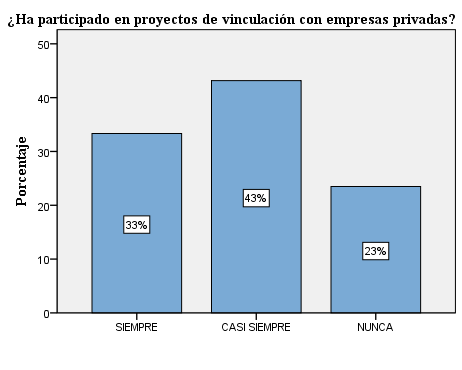 ¿Ha participado en proyectos de vinculación con empresas privadas?
Porcentaje
50
40
30
20
10
0
33%
43%
23%
SIEMPRE
CASI SIEMPRE
NUNCA